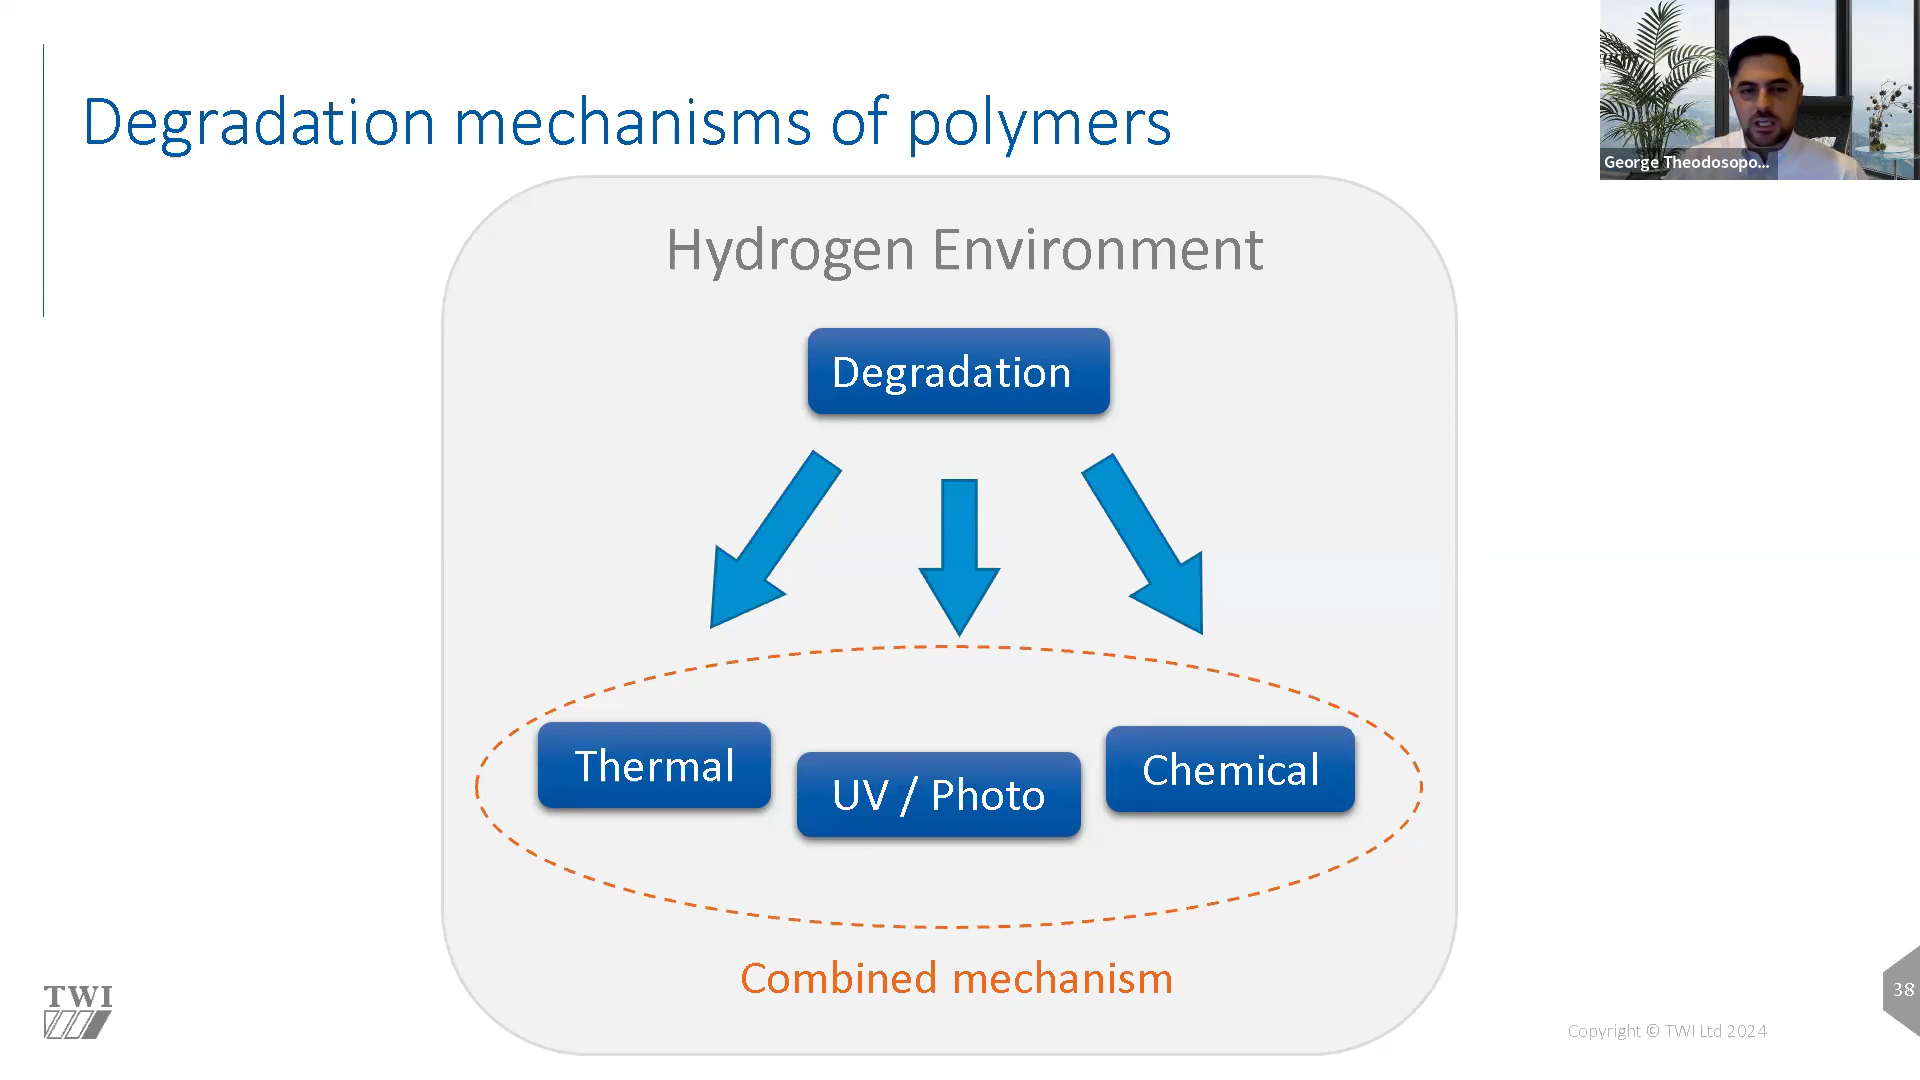 Degradation mechanisms of polymers
George Theodosopo...
Hydrogen Environment
Degradation
Thermal
UV / Photo
Chemical
Combined mechanism
TWI
38
Copyright © TWI Ltd 2024